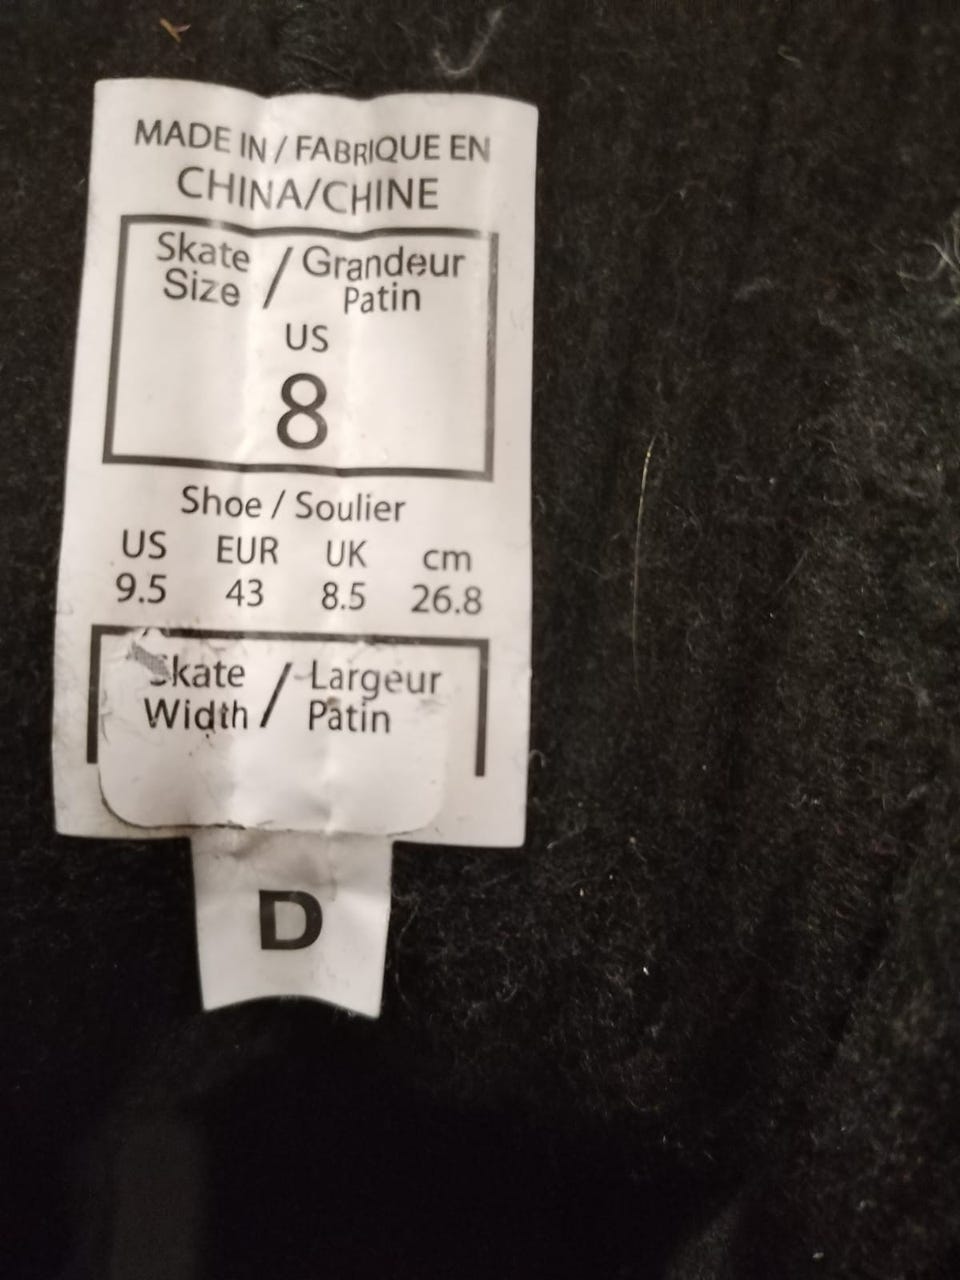 MADE IN / FABRIQUE EN
CHINA/CHINE
Skate Size / Grandeur Patin
US
8
Shoe / Soulier
US EUR UK cm
9.5 43 8.5 26.8
Skate Width / Largeur Patin
D